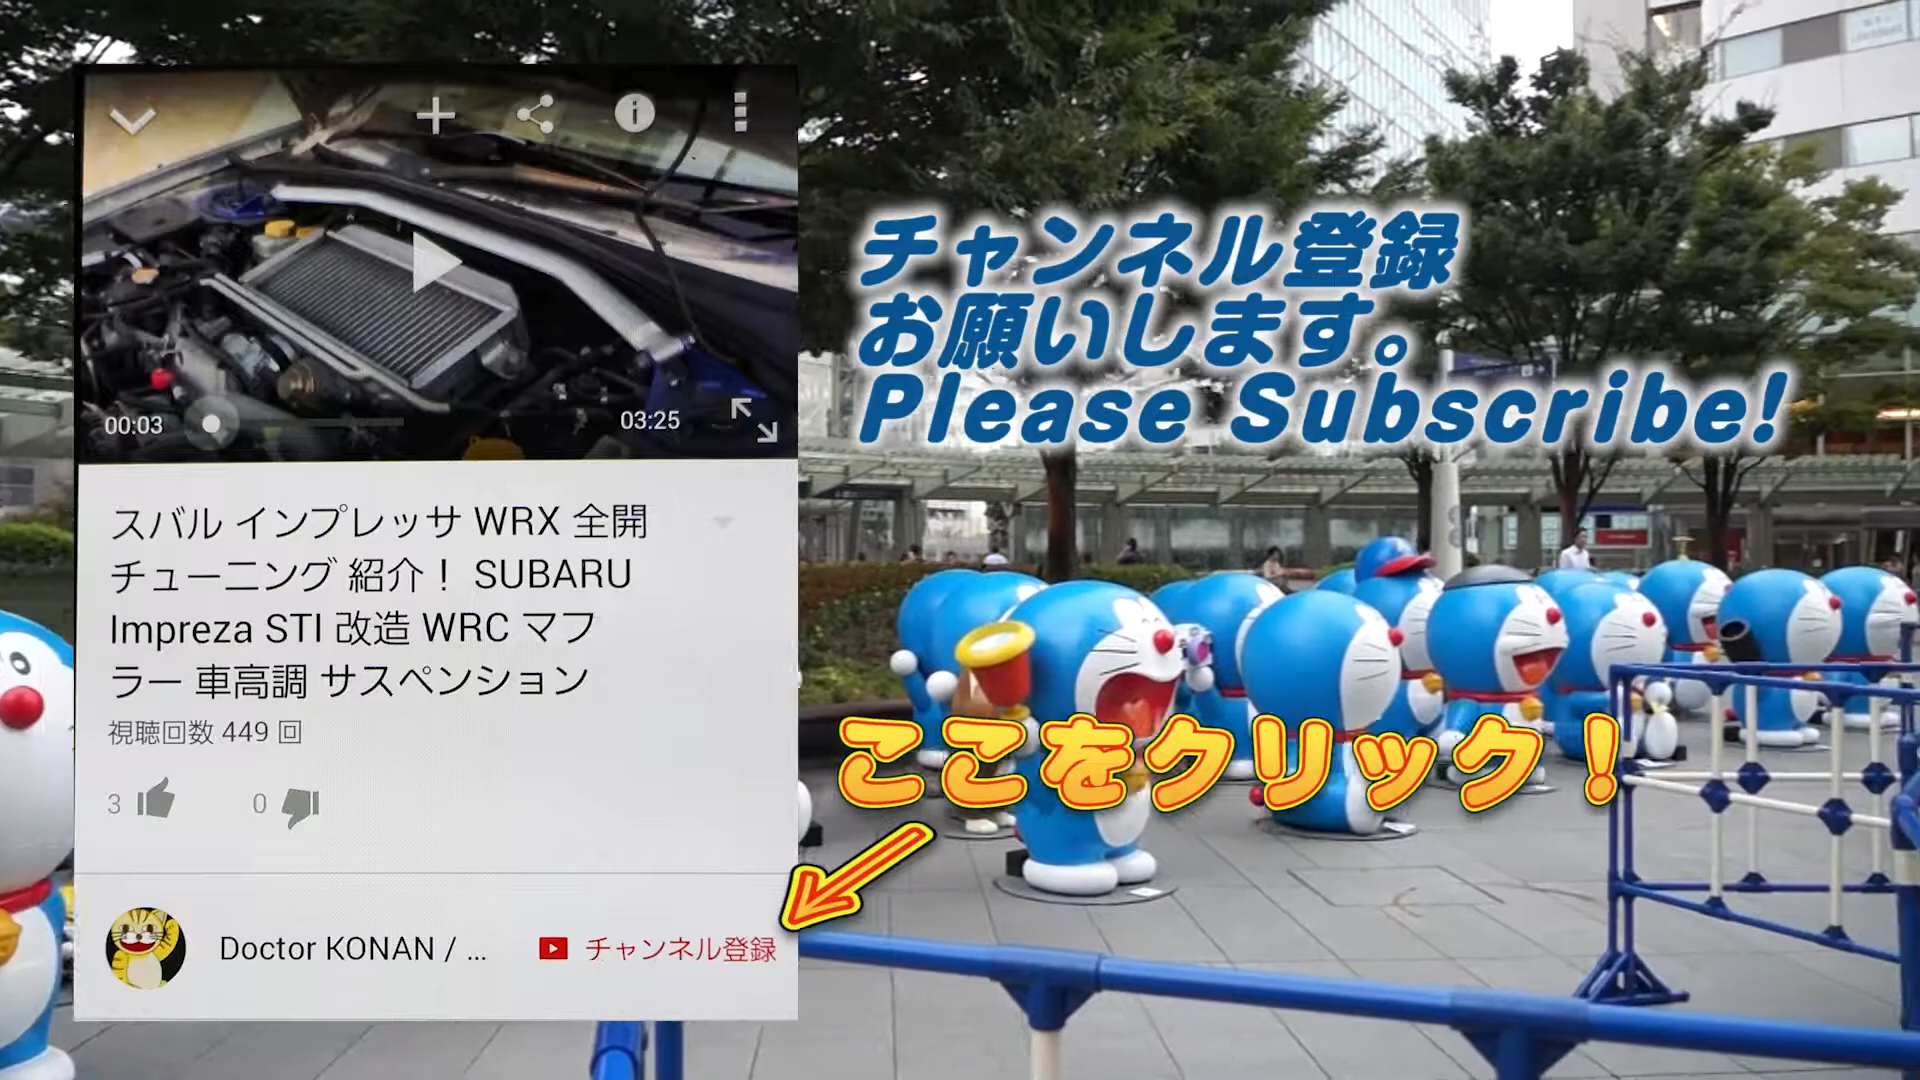 00:03
03:25
スバル インプレッサ WRX 全開
チューニング 紹介！ SUBARU
Impreza STI 改造 WRC マフ
ラー 車高調 サスペンション
視聴回数 449 回
3
0
Doctor KONAN / ...
チャンネル登録
チャンネル登録
お願いします。
Please Subscribe!
ここをクリック！